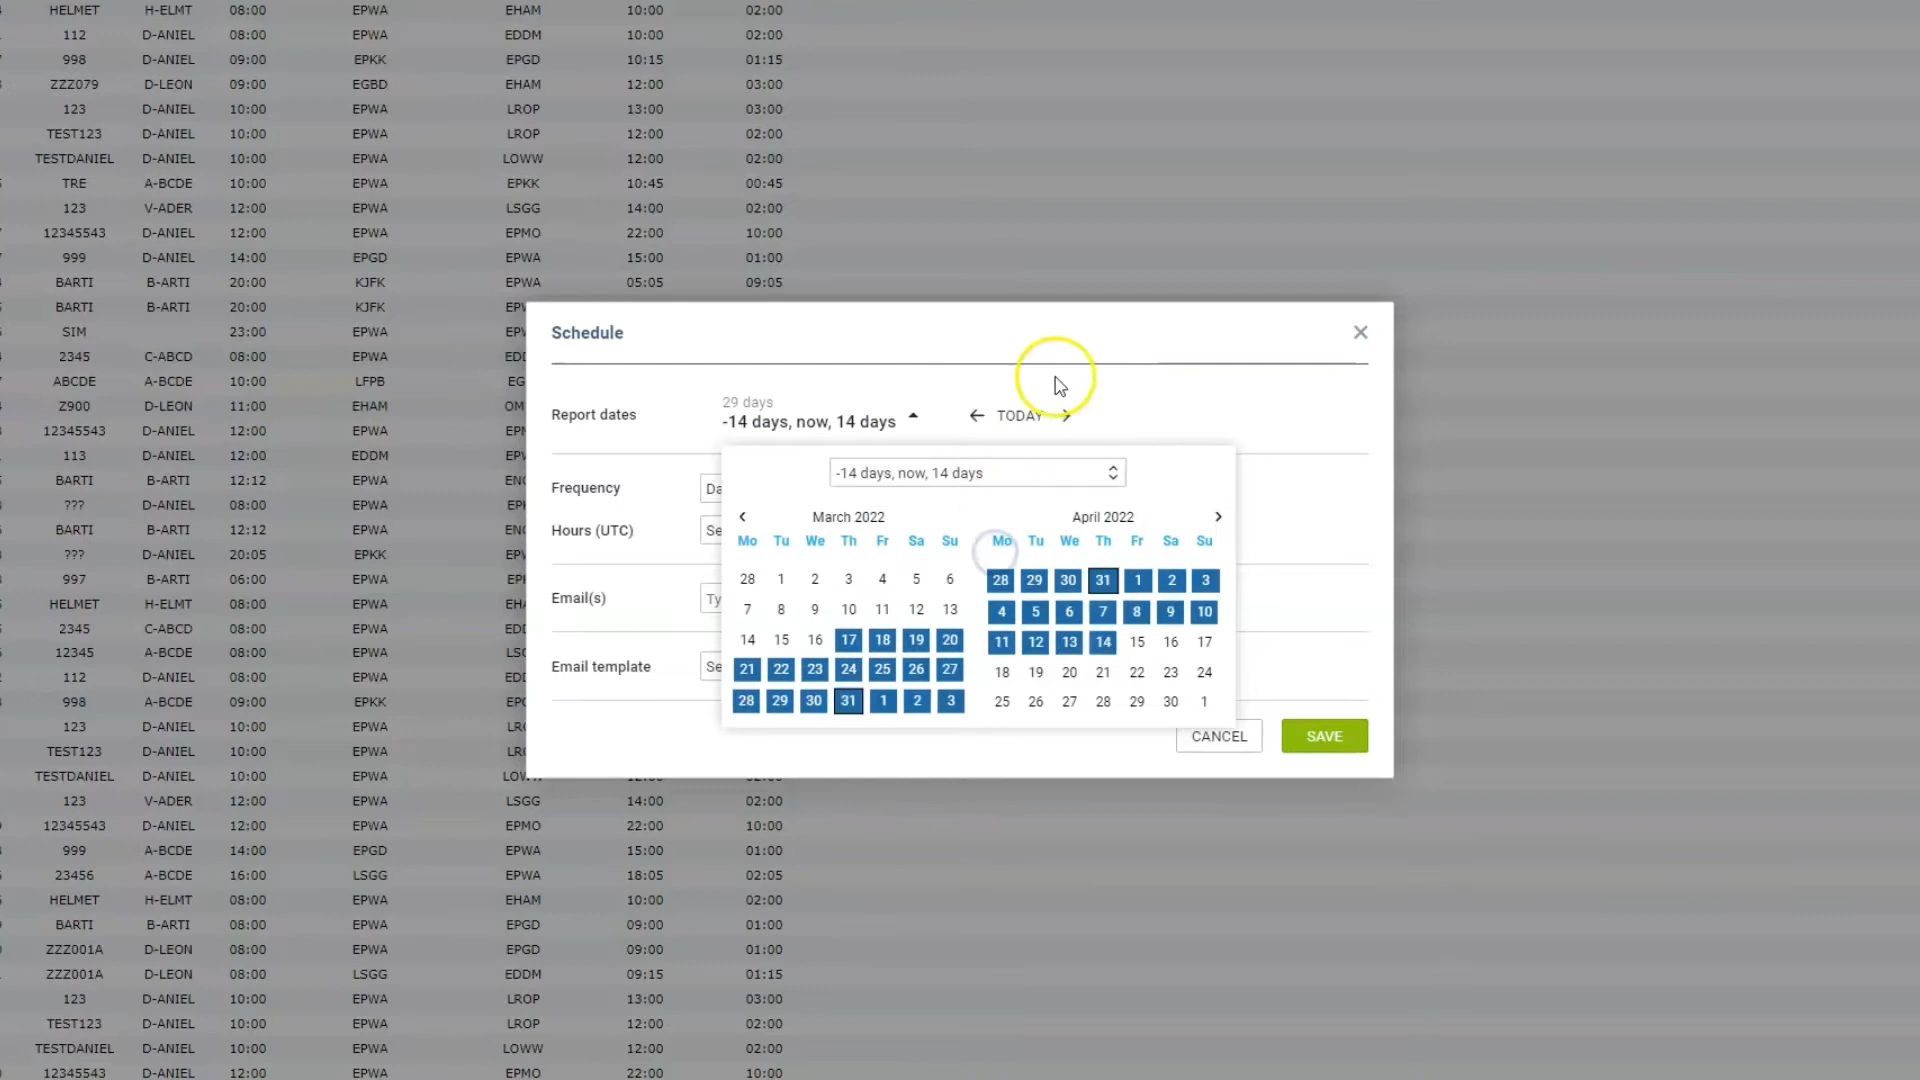 HELMET H-ELMT 08:00 EPWA EHAM 10:00 02:00
112 D-ANIEL 08:00 EPWA EDDM 10:00 02:00
998 D-ANIEL 09:00 EPKK EPGD 10:15 01:15
ZZZ079 D-LEON 09:00 EGBD EHAM 12:00 03:00
123 D-ANIEL 10:00 EPWA LROP 13:00 03:00
TEST123 D-ANIEL 10:00 EPWA LROP 12:00 02:00
TESTDANIEL D-ANIEL 10:00 EPWA LOWW 12:00 02:00
TRE A-BCDE 10:00 EPWA EPKK 10:45 00:45
123 V-ADER 12:00 EPWA LSGG 14:00 02:00
12345543 D-ANIEL 12:00 EPWA EPMO 22:00 10:00
999 D-ANIEL 14:00 EPGD EPWA 15:00 01:00
BARTI B-ARTI 20:00 KJFK EPWA 05:05 09:05
BARTI B-ARTI 20:00 KJFK
SIM 23:00 EPWA
2345 C-ABCD 08:00 EPWA
ABCDE A-BCDE 10:00 LFPB
Z900 D-LEON 11:00 EHAM
12345543 D-ANIEL 12:00 EPWA
113 D-ANIEL 12:00 EDDM
BARTI B-ARTI 12:12 EPWA
??? D-ANIEL 08:00 EPWA
BARTI B-ARTI 12:12 EPWA
??? D-ANIEL 20:05 EPKK
997 B-ARTI 06:00 EPWA
HELMET H-ELMT 08:00 EPWA
2345 C-ABCD 08:00 EPWA
12345 A-BCDE 08:00 EPWA
112 D-ANIEL 08:00 EPWA
998 A-BCDE 09:00 EPKK
123 D-ANIEL 10:00 EPWA
TEST123 D-ANIEL 10:00 EPWA
TESTDANIEL D-ANIEL 10:00 EPWA
123 V-ADER 12:00 EPWA LSGG 14:00 02:00
12345543 D-ANIEL 12:00 EPWA EPMO 22:00 10:00
999 A-BCDE 14:00 EPGD EPWA 15:00 01:00
23456 A-BCDE 16:00 LSGG EPWA 18:05 02:05
HELMET H-ELMT 08:00 EPWA EHAM 10:00 02:00
BARTI B-ARTI 08:00 EPWA EPGD 09:00 01:00
ZZZ001A D-LEON 08:00 EPWA EPGD 09:00 01:00
ZZZ001A D-LEON 08:00 LSGG EDDM 09:15 01:15
123 D-ANIEL 10:00 EPWA LROP 13:00 03:00
TEST123 D-ANIEL 10:00 EPWA LROP 12:00 02:00
TESTDANIEL D-ANIEL 10:00 EPWA LOWW 12:00 02:00
12345543 D-ANIEL 12:00 EPWA EPMO 22:00 10:00
Schedule
Report dates
29 days
-14 days, now, 14 days
TODAY
-14 days, now, 14 days
March 2022
Mo Tu We Th Fr Sa Su
28 1 2 3 4 5 6
7 8 9 10 11 12 13
14 15 16 17 18 19 20
21 22 23 24 25 26 27
28 29 30 31 1 2 3
April 2022
Mo Tu We Th Fr Sa Su
28 29 30 31 1 2 3
4 5 6 7 8 9 10
11 12 13 14 15 16 17
18 19 20 21 22 23 24
25 26 27 28 29 30 1
Frequency
Hours (UTC)
Email(s)
Email template
CANCEL SAVE